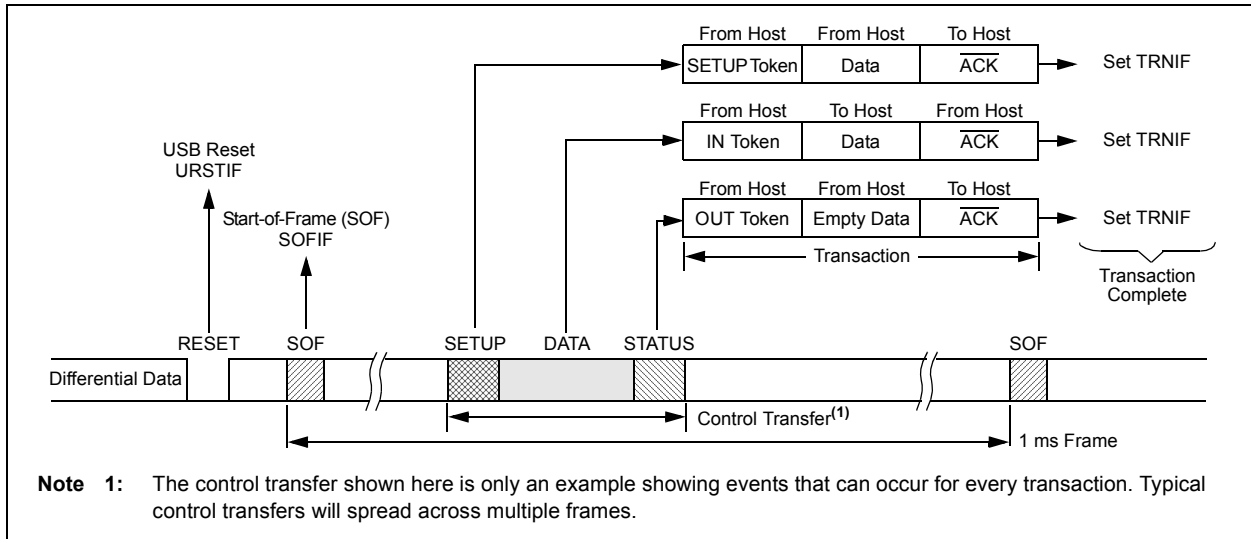 From Host From Host To Host
SETUP Token Data ACK Set TRNIF
From Host To Host From Host
IN Token Data ACK Set TRNIF
USB Reset
URSTIF
From Host From Host To Host
OUT Token Empty Data ACK Set TRNIF
Start-of-Frame (SOF)
SOFIF
Transaction
Transaction
Complete
RESET SOF SETUP DATA STATUS SOF
Differential Data
Control Transfer(1)
1 ms Frame
Note 1: The control transfer shown here is only an example showing events that can occur for every transaction. Typical
control transfers will spread across multiple frames.